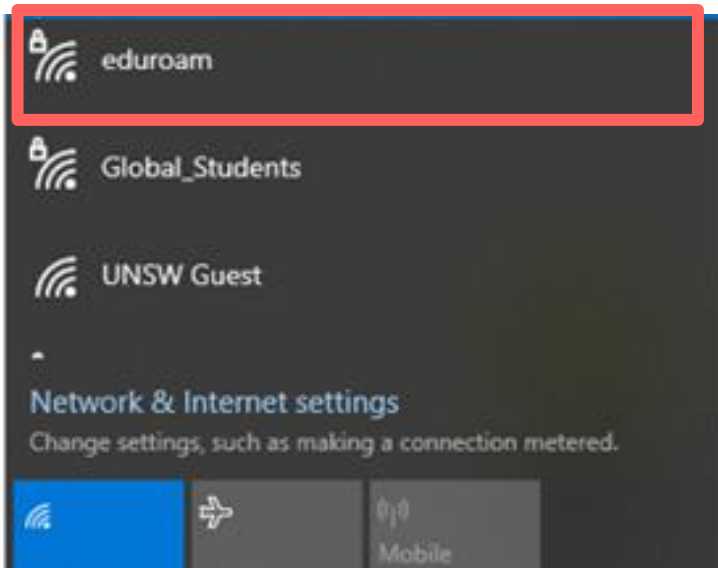 eduroam
Global_Students
UNSW Guest
Network & Internet settings
Change settings, such as making a connection metered.
Mobile